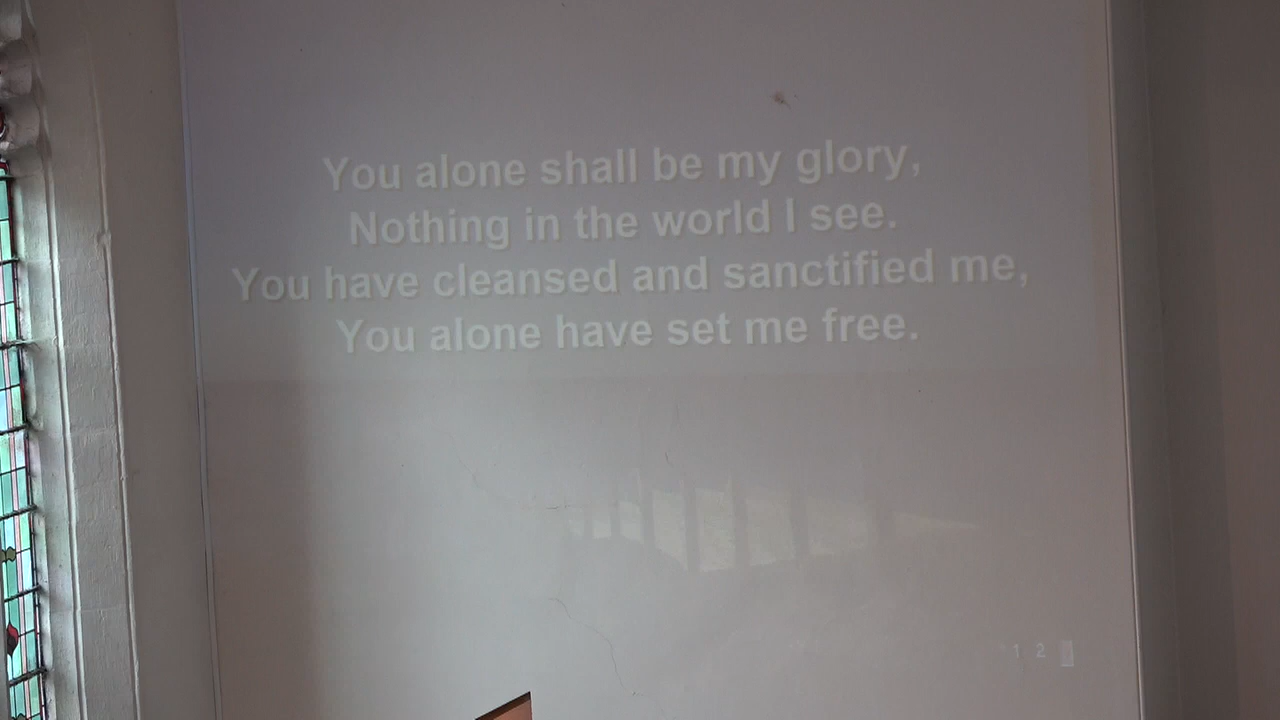 You alone shall be my glory,
Nothing in the world I see.
You have cleansed and sanctified me,
You alone have set me free.
1 2